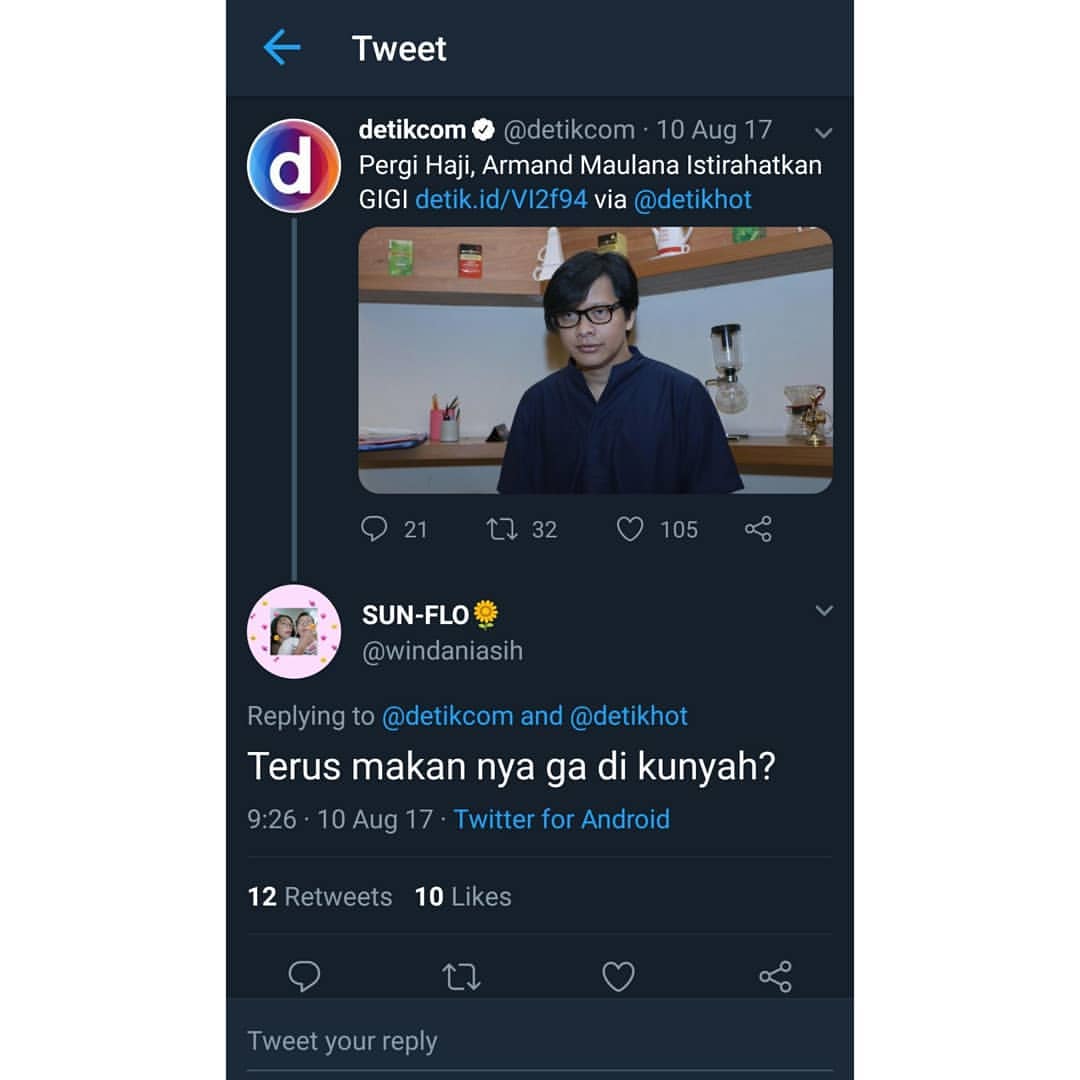 Tweet
detikcom @detikcom · 10 Aug 17
Pergi Haji, Armand Maulana Istirahatkan
GIGI detik.id/VI2f94 via @detikhot
21 32 105
SUN-FLO🌻
@windaniasih
Replying to @detikcom and @detikhot
Terus makan nya ga di kunyah?
9:26 · 10 Aug 17 · Twitter for Android
12 Retweets 10 Likes
Tweet your reply